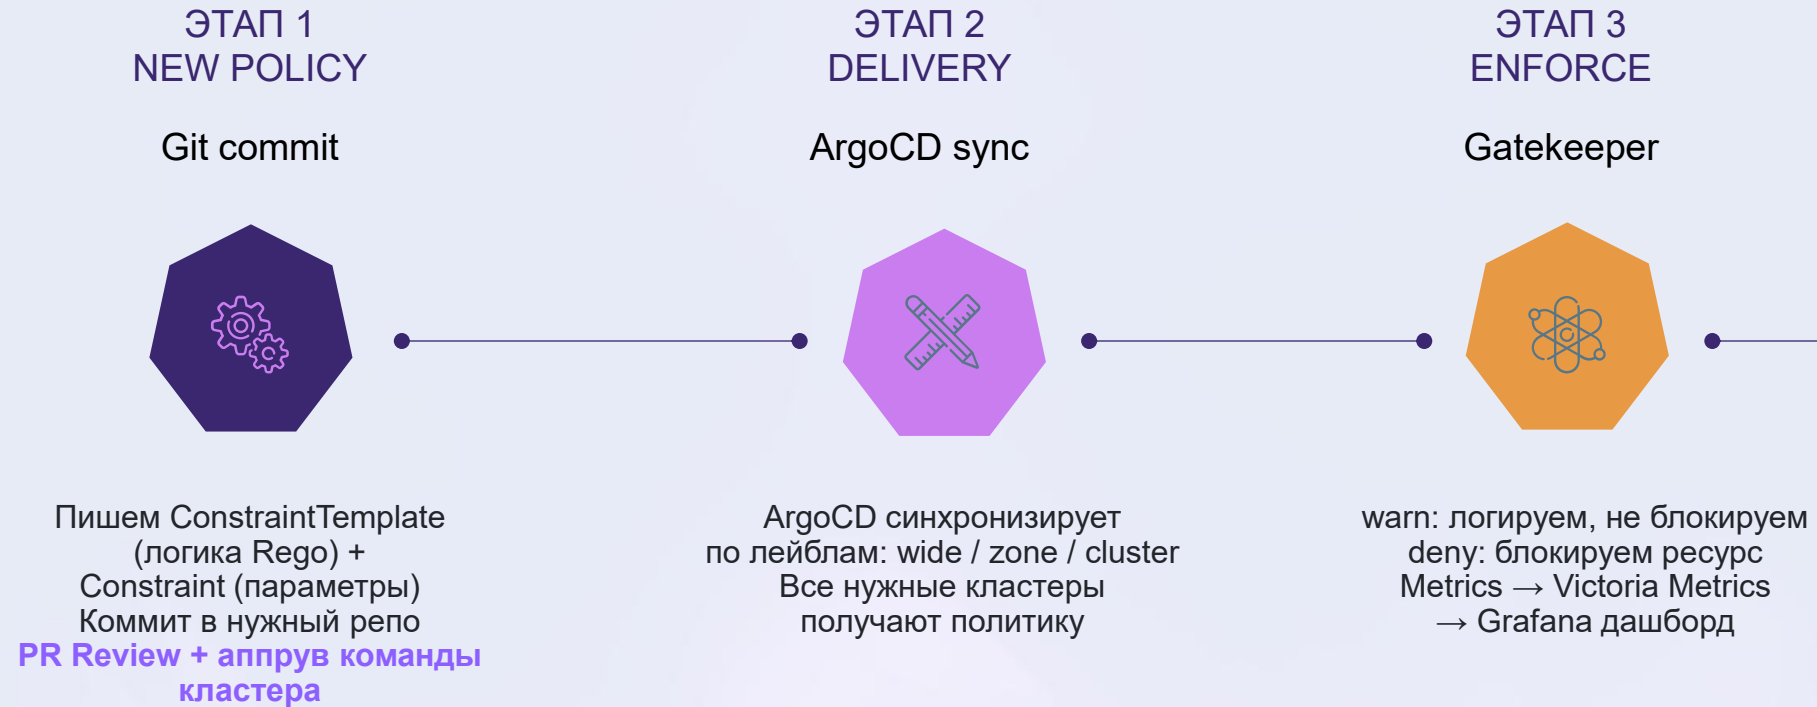 ЭТАП 1
NEW POLICY
Git commit
Пишем ConstraintTemplate
(логика Rego) +
Constraint (параметры)
Коммит в нужный репо
PR Review + аппрув команды
кластера
ЭТАП 2
DELIVERY
ArgoCD sync
ArgoCD синхронизирует
по лейблам: wide / zone / cluster
Все нужные кластеры
получают политику
ЭТАП 3
ENFORCE
Gatekeeper
warn: логируем, не блокируем
deny: блокируем ресурс
Metrics → Victoria Metrics
→ Grafana дашборд